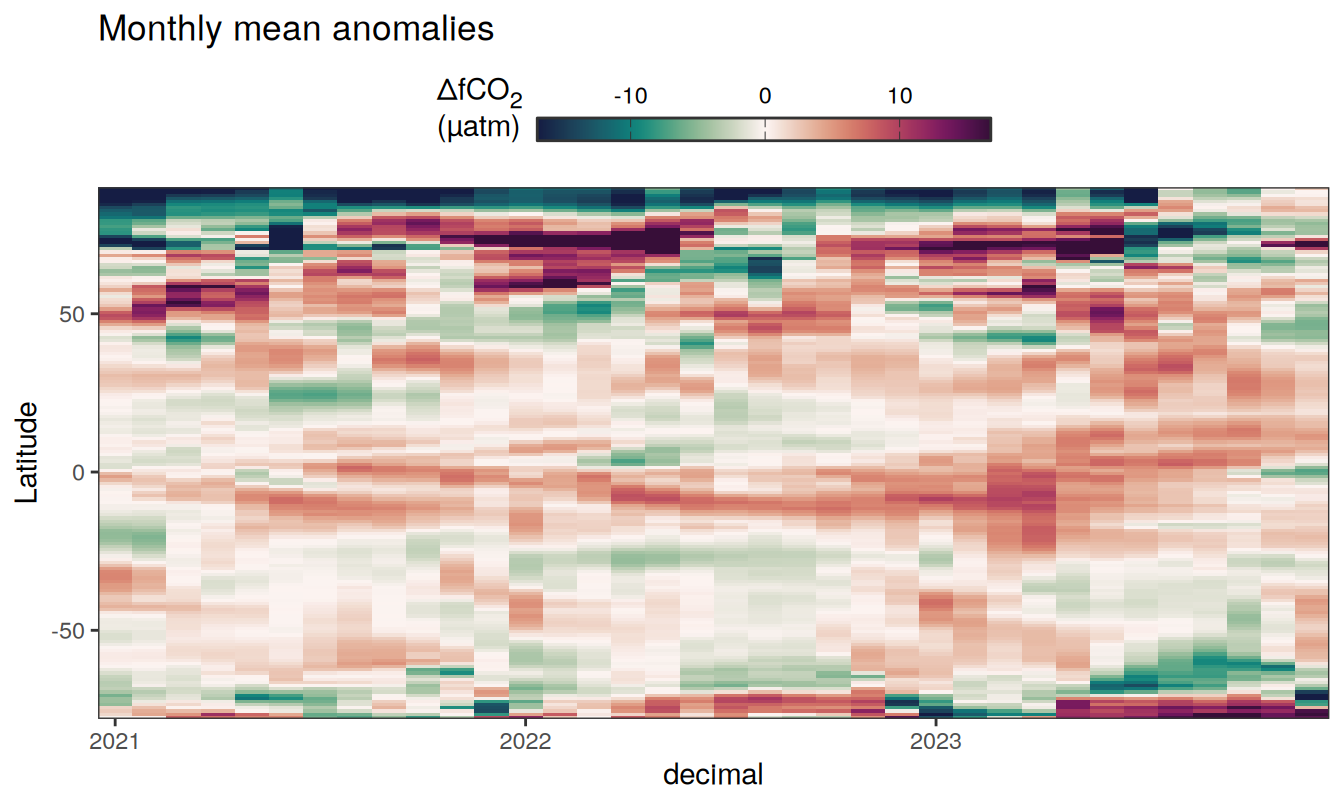 Monthly mean anomalies
ΔfCO₂
(µatm)
-10 0 10
Latitude
50
0
-50
2021 2022 2023
decimal